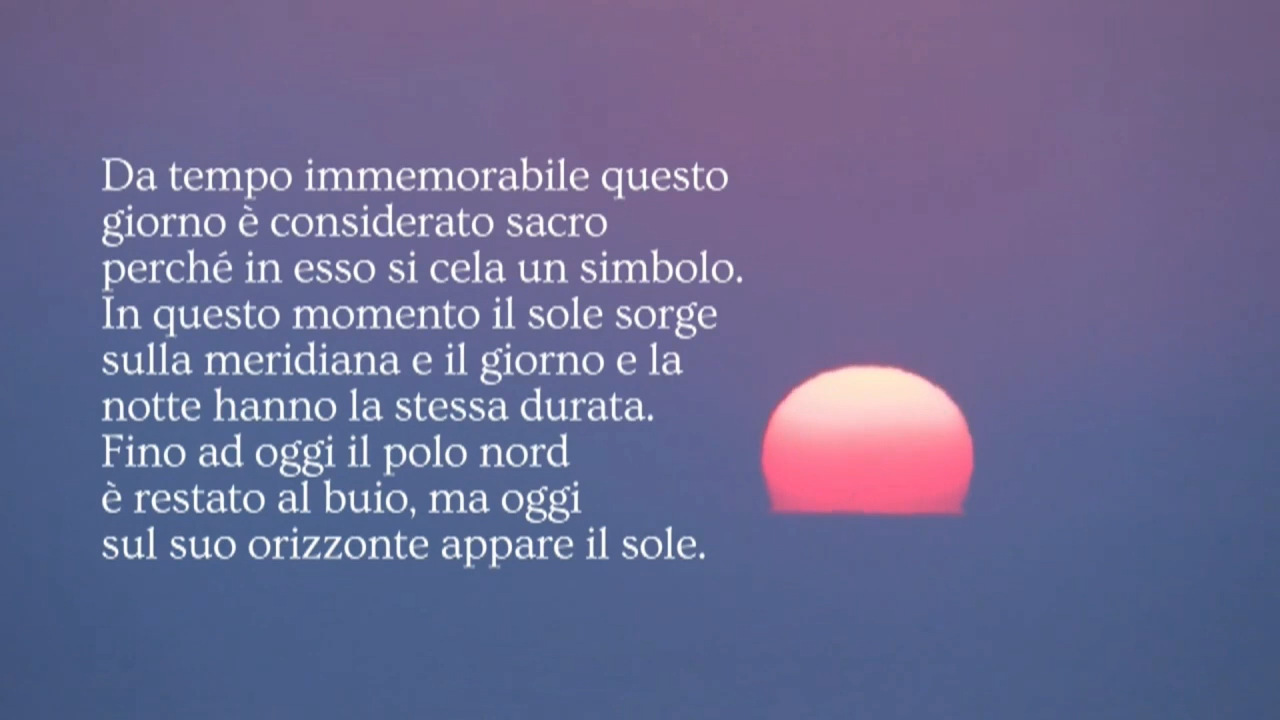 Da tempo immemorabile questo
giorno è considerato sacro
perché in esso si cela un simbolo.
In questo momento il sole sorge
sulla meridiana e il giorno e la
notte hanno la stessa durata.
Fino ad oggi il polo nord
è restato al buio, ma oggi
sul suo orizzonte appare il sole.